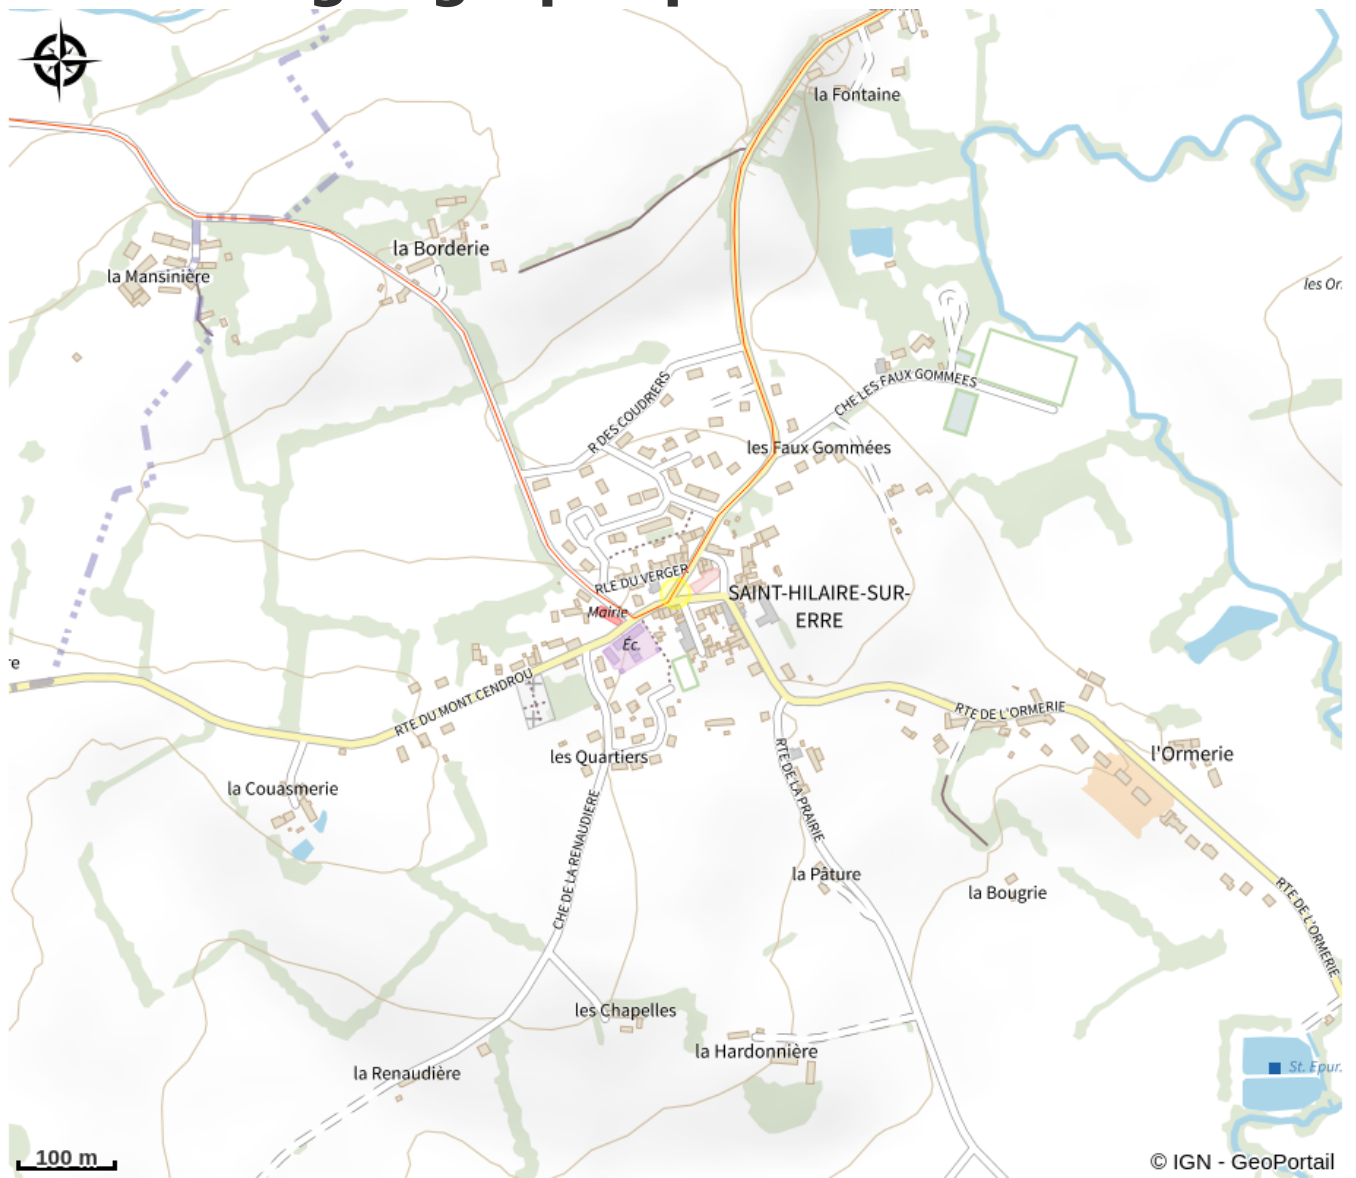 la Fontaine
la Borderie
la Mansinière
les Or.
R DES COUDRIERS
CHE LES FAUX GOMMEES
les Faux Gommées
RLE DU VERGER
Mairie
SAINT-HILAIRE-SUR-
ERRE
Éc.
re
RTE DU MONT CENDROU
RTE DE L'ORMERIE
les Quartiers
l'Ormerie
la Couasmerie
RTE DE LA PRAIRIE
CHE DE LA RENAUDIERE
la Pâture
la Bougrie
RTE DE L'ORMERIE
les Chapelles
la Hardonnière
la Renaudière
St. Epur.
100 m
© IGN - GeoPortail